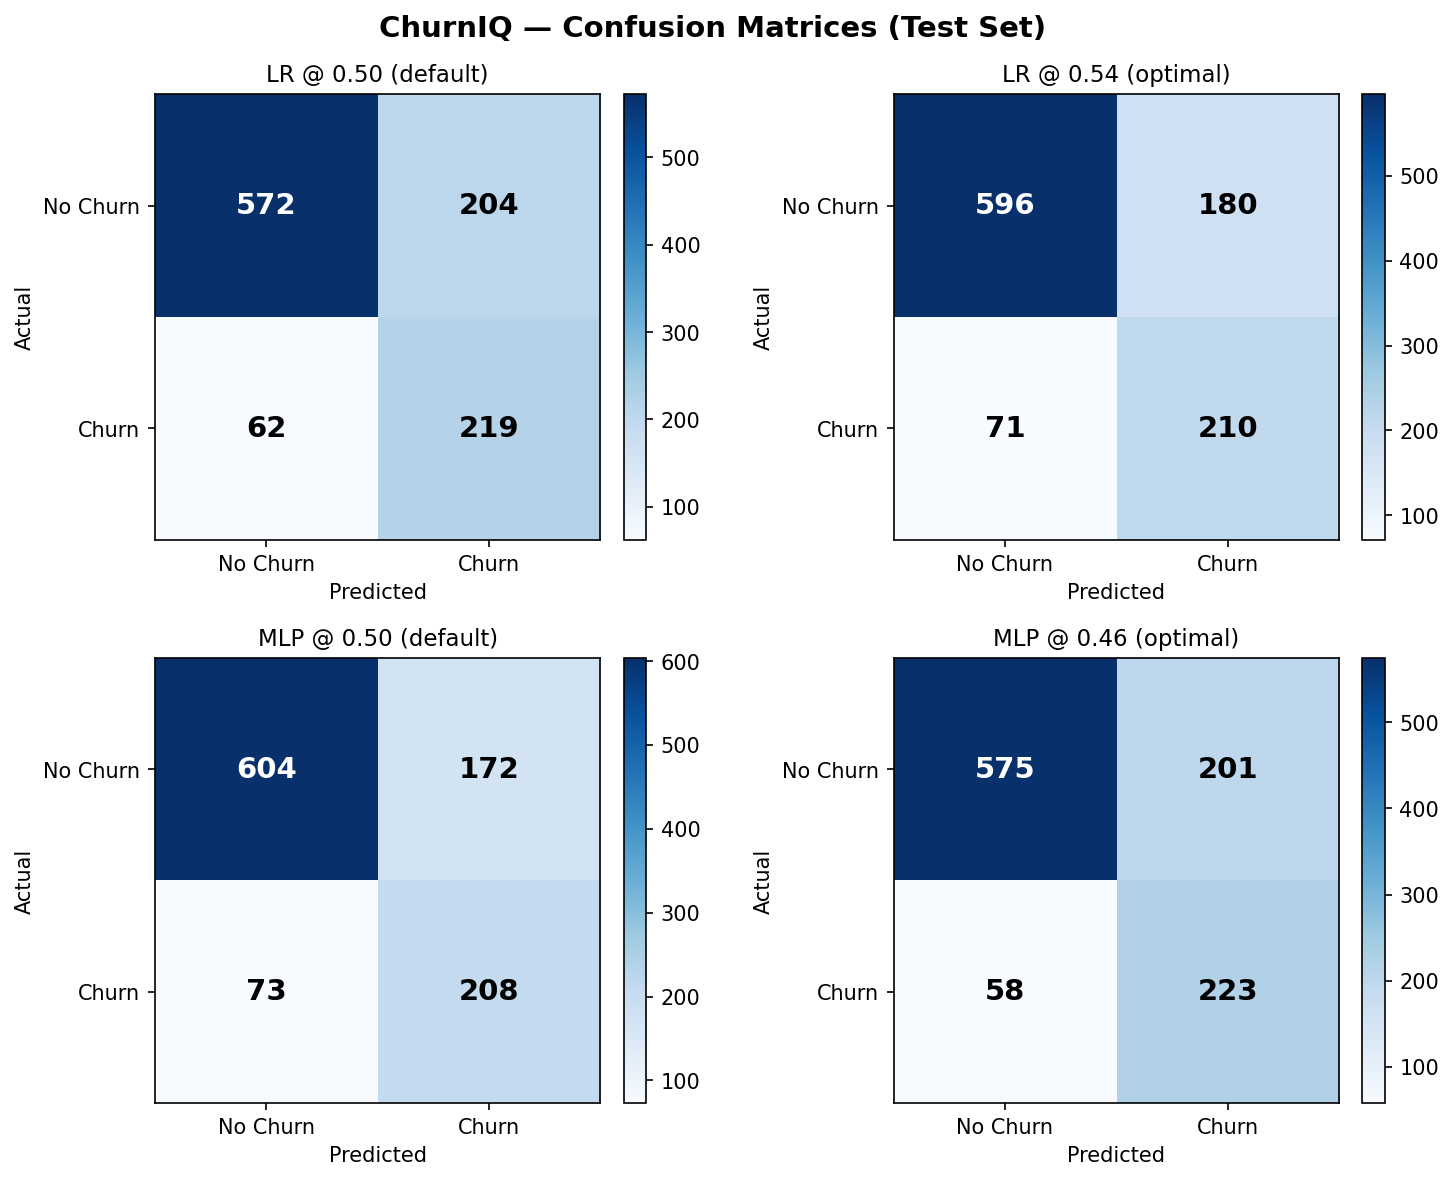 ChurnIQ — Confusion Matrices (Test Set)
LR @ 0.50 (default)
No Churn
572
204
Churn
62
219
No Churn
Churn
Predicted
Actual
500
400
300
200
100
LR @ 0.54 (optimal)
No Churn
596
180
Churn
71
210
No Churn
Churn
Predicted
Actual
500
400
300
200
100
MLP @ 0.50 (default)
No Churn
604
172
Churn
73
208
No Churn
Churn
Predicted
Actual
600
500
400
300
200
100
MLP @ 0.46 (optimal)
No Churn
575
201
Churn
58
223
No Churn
Churn
Predicted
Actual
500
400
300
200
100